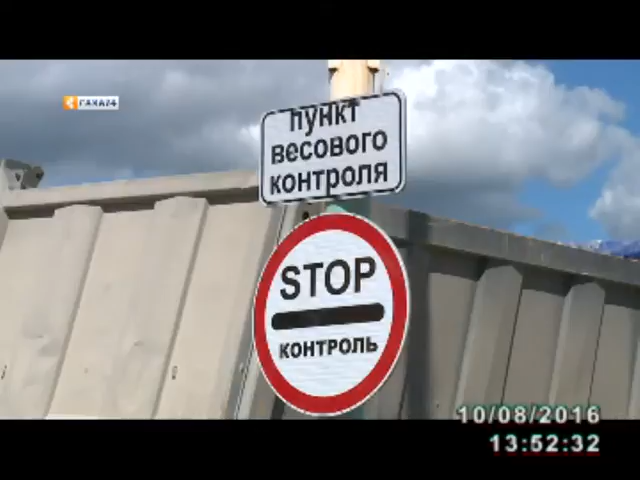 САХА24
пункт
весового
контроля
STOP
КОНТРОЛЬ
10/08/2016
13:52:32